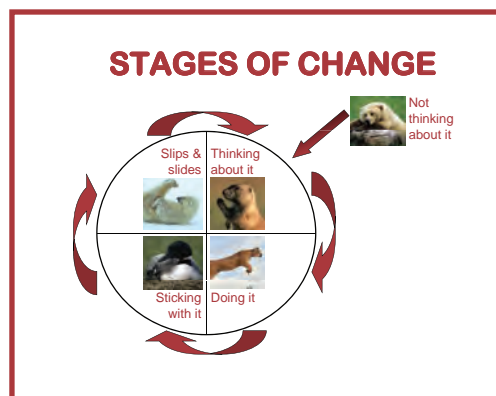 STAGES OF CHANGE
Not
thinking
about it
Slips &
slides
Thinking
about it
Sticking
with it
Doing it